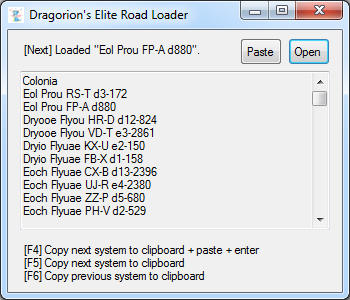 Dragorion's Elite Road Loader
[Next] Loaded "Eol Prou FP-A d880".
Paste
Open
Colonia
Eol Prou RS-T d3-172
Eol Prou FP-A d880
Dryooe Flyou HR-D d12-824
Dryooe Flyou VD-T e3-2861
Dryio Flyuae KX-U e2-150
Dryio Flyuae FB-X d1-158
Eoch Flyuae CX-B d13-2396
Eoch Flyuae UJ-R e4-2380
Eoch Flyuae ZZ-P d5-680
Eoch Flyuae PH-V d2-529
[F4] Copy next system to clipboard + paste + enter
[F5] Copy next system to clipboard
[F6] Copy previous system to clipboard